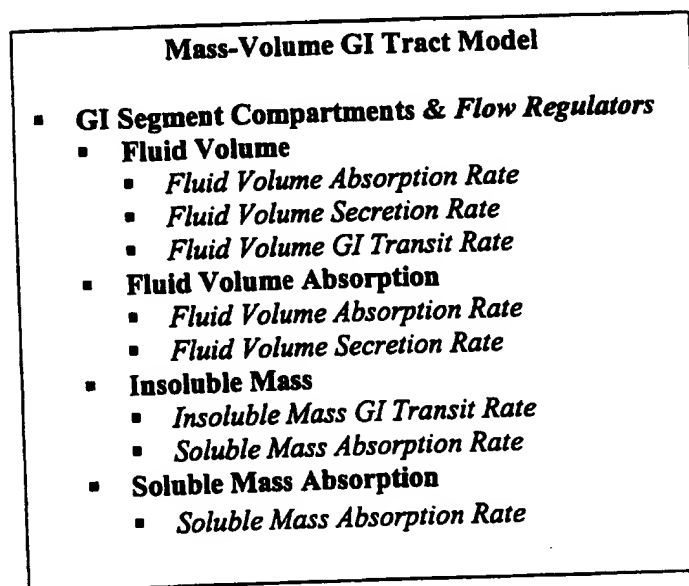 Mass-Volume GI Tract Model
▪ GI Segment Compartments & Flow Regulators
▪ Fluid Volume
▪ Fluid Volume Absorption Rate
▪ Fluid Volume Secretion Rate
▪ Fluid Volume GI Transit Rate
▪ Fluid Volume Absorption
▪ Fluid Volume Absorption Rate
▪ Fluid Volume Secretion Rate
▪ Insoluble Mass
▪ Insoluble Mass GI Transit Rate
▪ Soluble Mass Absorption Rate
▪ Soluble Mass Absorption
▪ Soluble Mass Absorption Rate